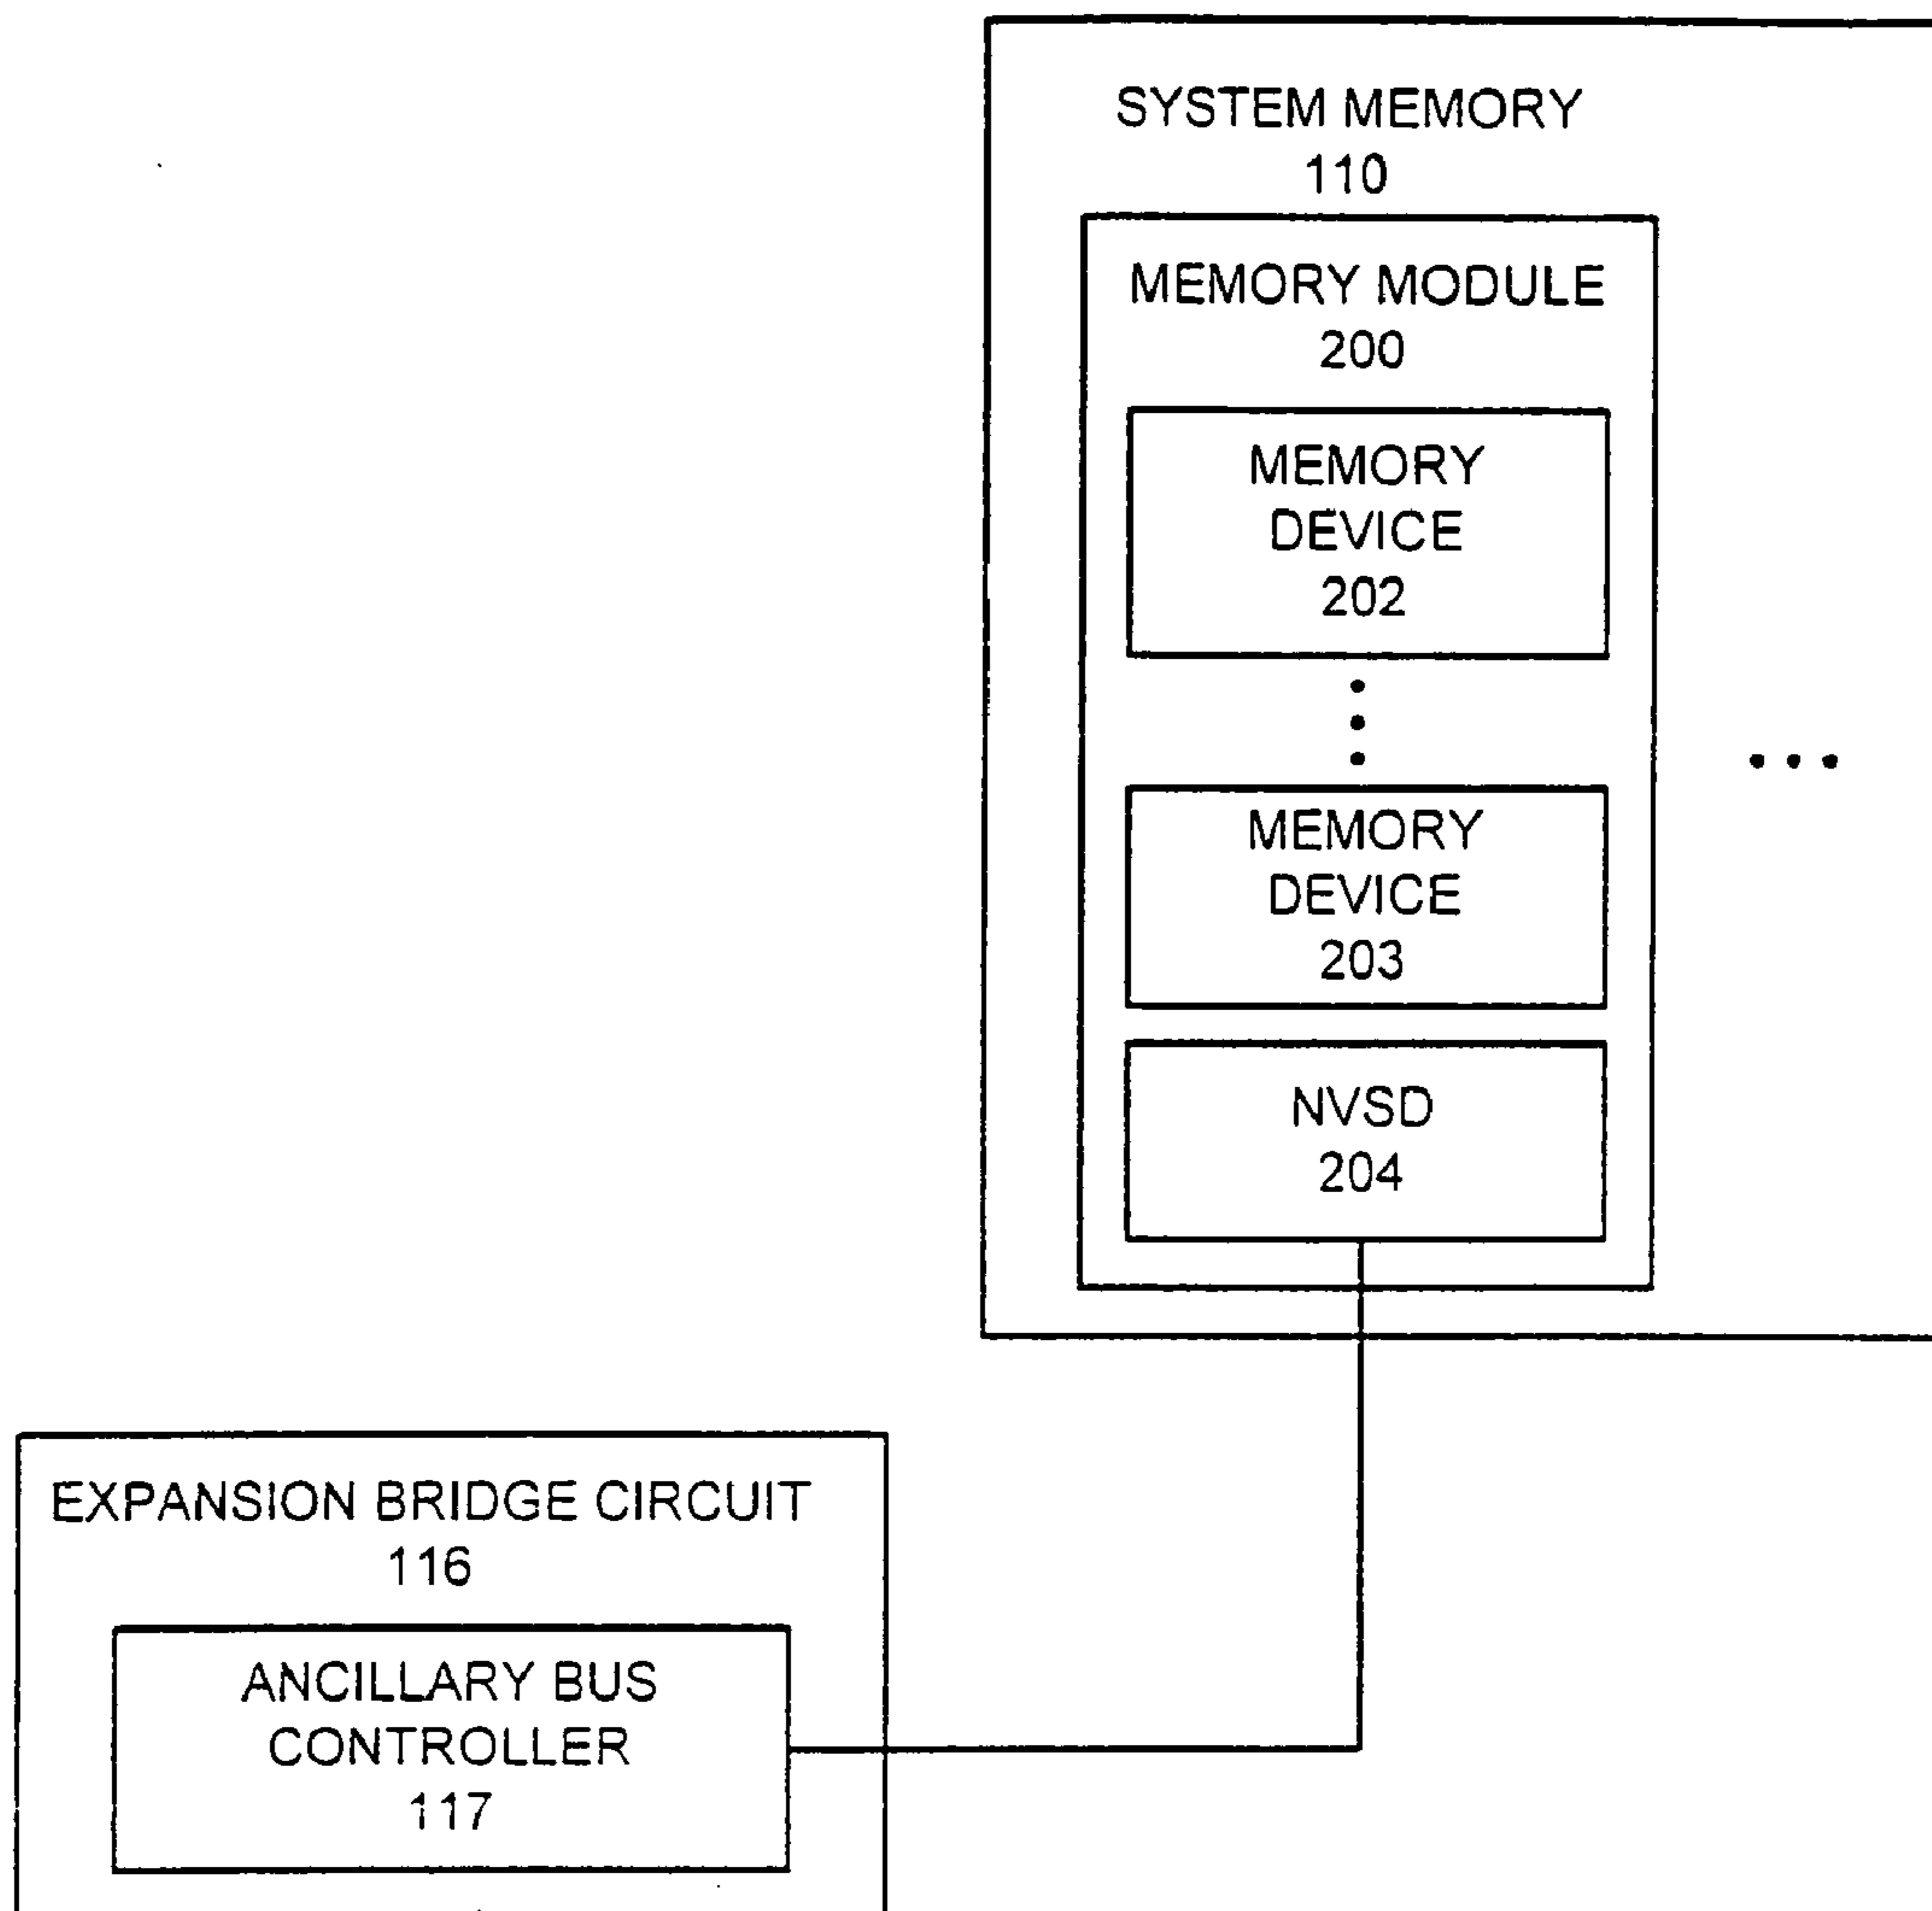 SYSTEM MEMORY
110
MEMORY MODULE
200
MEMORY
DEVICE
202
MEMORY
DEVICE
203
NVSD
204
EXPANSION BRIDGE CIRCUIT
116
ANCILLARY BUS
CONTROLLER
117